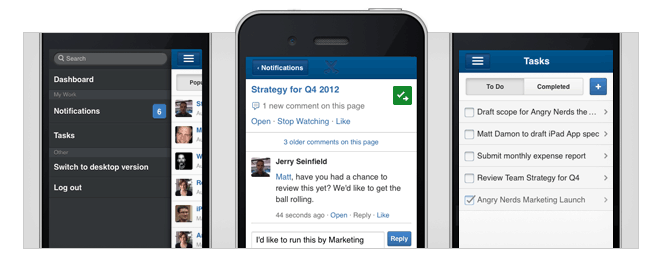 Search
Dashboard
My Work
Notifications 6
Tasks
Other
Switch to desktop version
Log out
Notifications
Strategy for Q4 2012
1 new comment on this page
Open · Stop Watching · Like
3 older comments on this page
Jerry Seinfield
Matt, have you had a chance to
review this yet? We'd like to get the
ball rolling.
44 seconds ago · Open · Reply · Like
I'd like to run this by Marketing
Reply
Tasks
To Do Completed +
Draft scope for Angry Nerds the ...
Matt Damon to draft iPad App spec
Submit monthly expense report
Review Team Strategy for Q4
Angry Nerds Marketing Launch